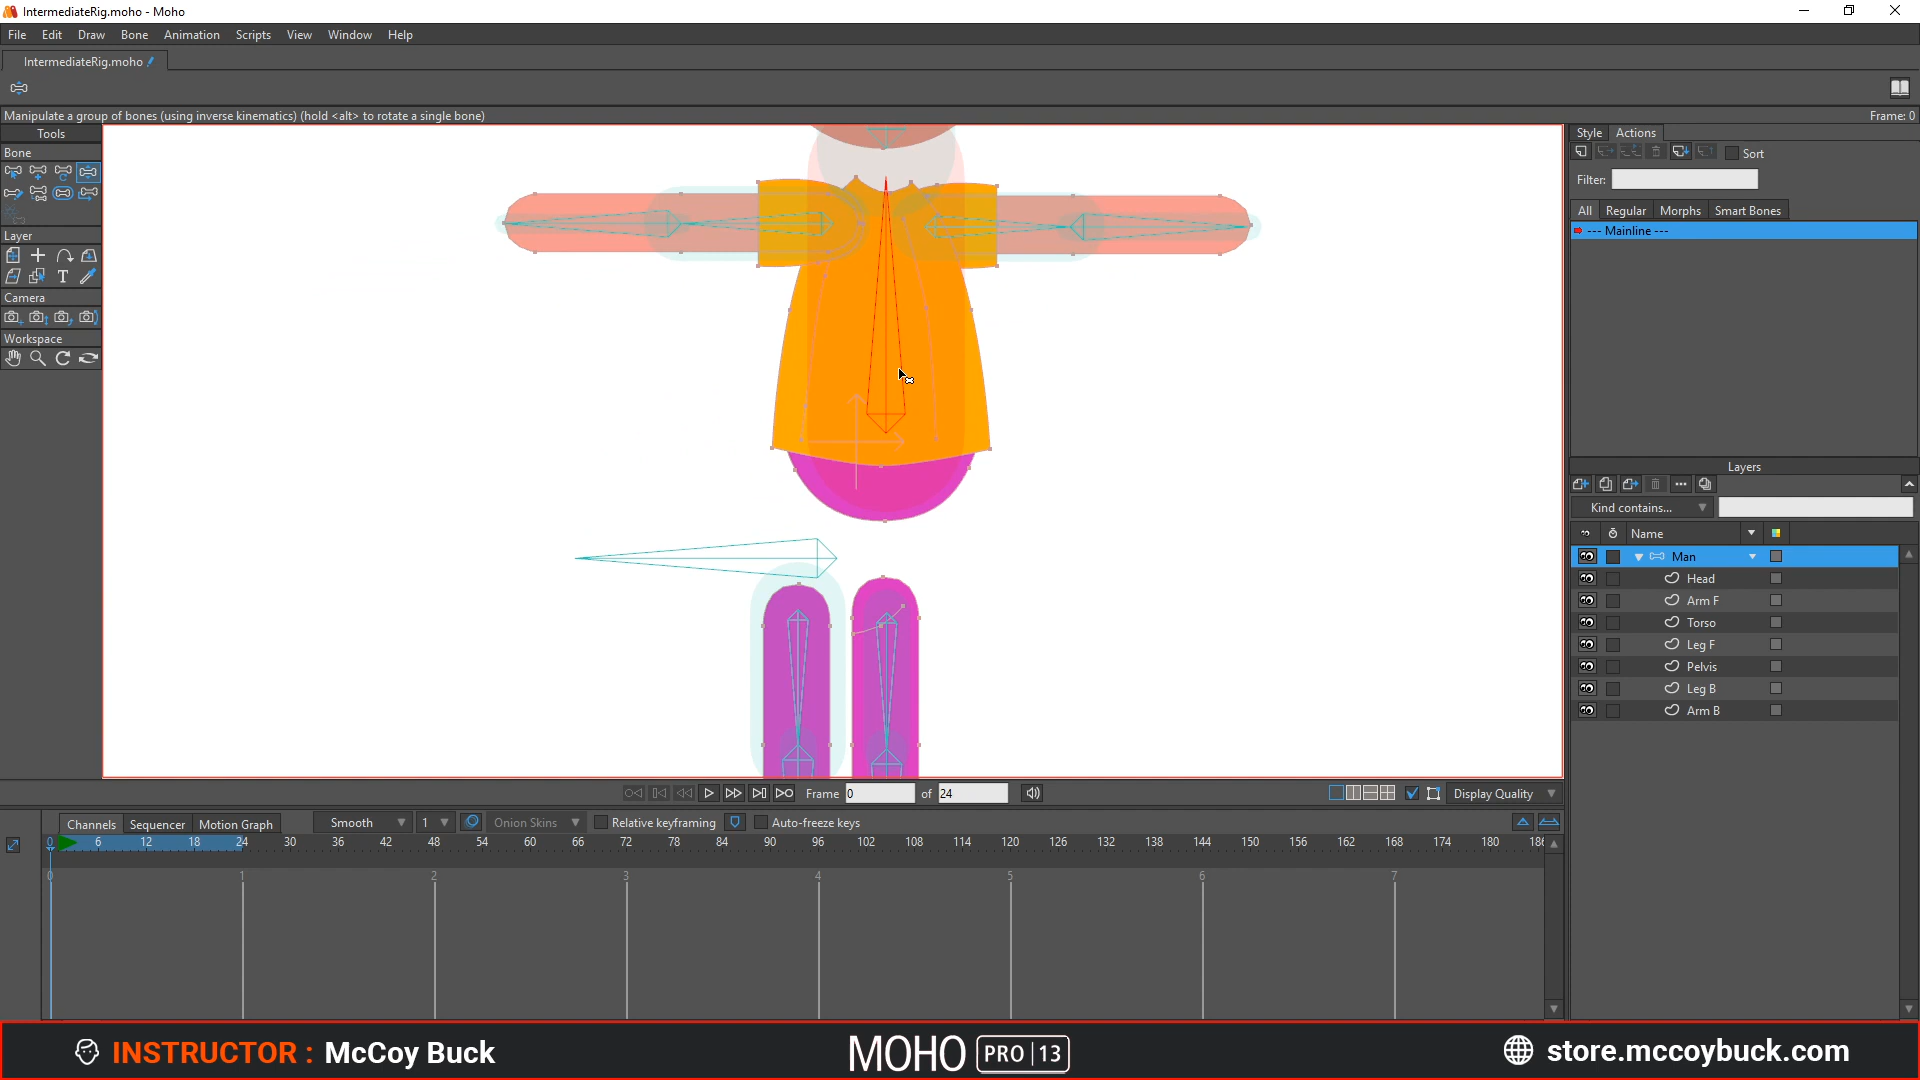 IntermediateRig.moho - Moho
File Edit Draw Bone Animation Scripts View Window Help
IntermediateRig.moho
Manipulate a group of bones (using inverse kinematics) (hold <alt> to rotate a single bone)
Frame: 0
Tools
Bone
Layer
Camera
Workspace
Style Actions
Sort
Filter:
All Regular Morphs Smart Bones
--- Mainline ---
Layers
Kind contains...
Name
Man
Head
Arm F
Torso
Leg F
Pelvis
Leg B
Arm B
Frame 0 of 24
Display Quality
Channels Sequencer Motion Graph Smooth 1 Onion Skins Relative keyframing Auto-freeze keys
0 6 12 18 24 30 36 42 48 54 60 66 72 78 84 90 96 102 108 114 120 126 132 138 144 150 156 162 168 174 180 186
0 1 2 3 4 5 6 7
INSTRUCTOR : McCoy Buck
MOHO PRO 13
store.mccoybuck.com